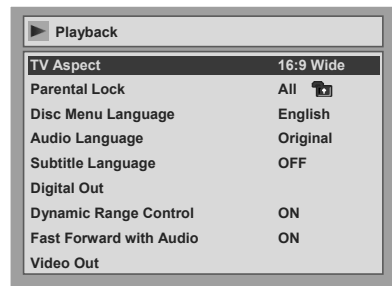 Playback
TV Aspect 16:9 Wide
Parental Lock All
Disc Menu Language English
Audio Language Original
Subtitle Language OFF
Digital Out
Dynamic Range Control ON
Fast Forward with Audio ON
Video Out